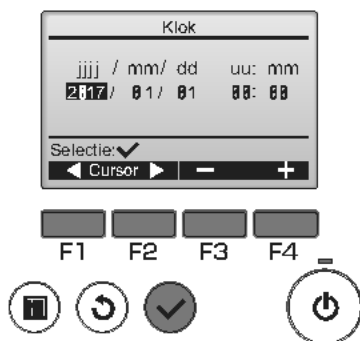 Klok
jjjj / mm/ dd uu: mm
2017/ 01/ 01 00: 00
Selectie:✔
◀ Cursor ▶ − +
F1 F2 F3 F4